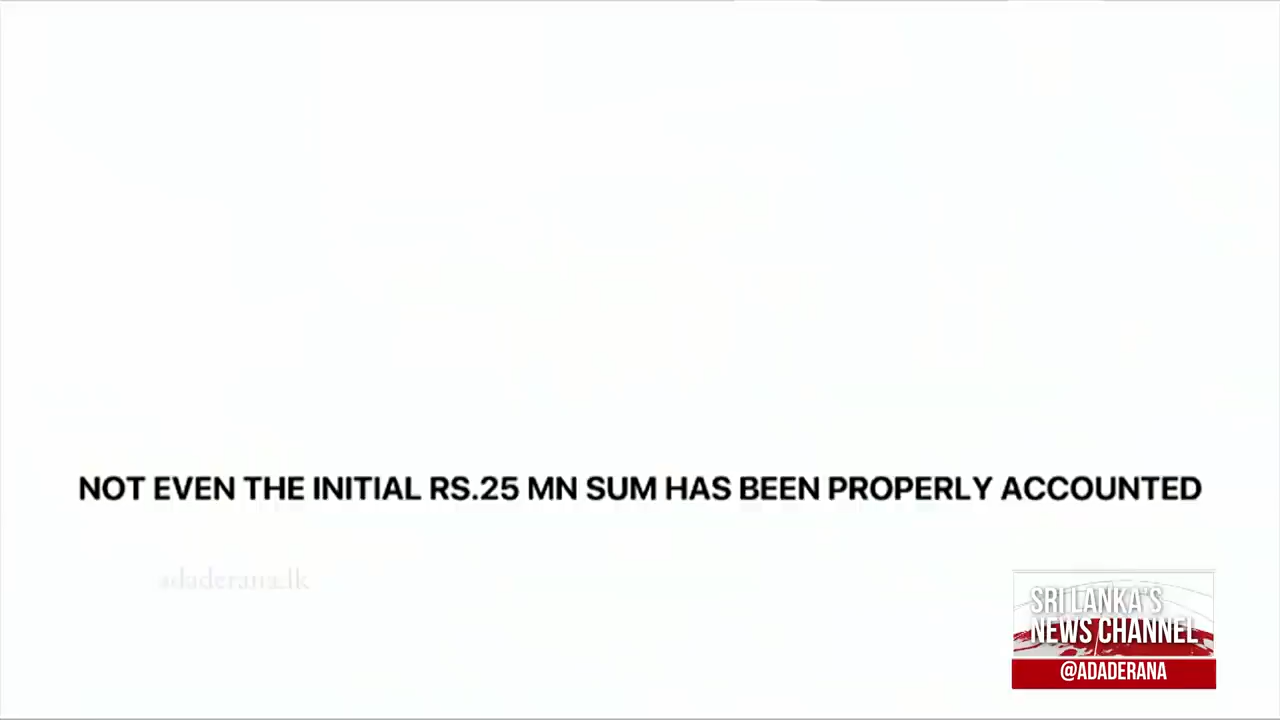 NOT EVEN THE INITIAL RS.25 MN SUM HAS BEEN PROPERLY ACCOUNTED
adaderana.lk
SRI LANKA'S
NEWS CHANNEL
@ADADERANA